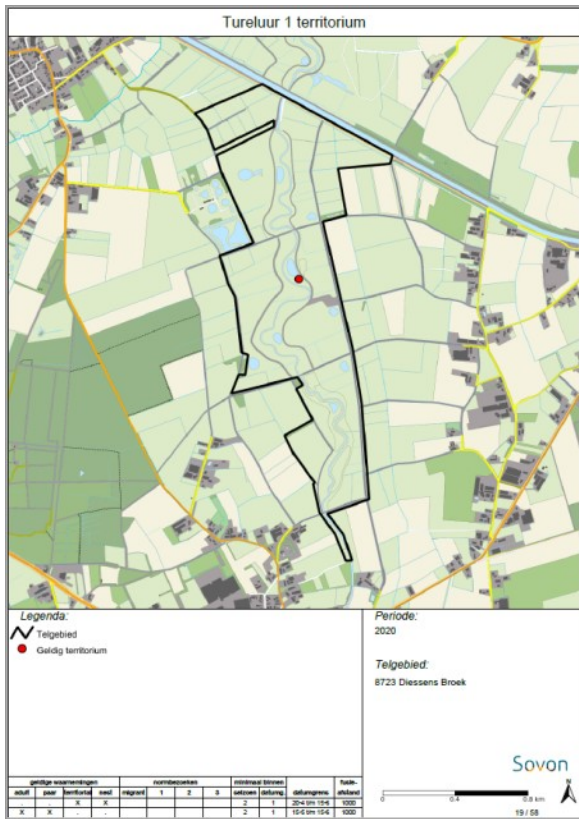 Tureluur 1 territorium
Legenda:
Telgebied
Geldig territorium
Periode:
2020
Telgebied:
8723 Diessens Broek
Sovon
N
0 0.4 0.8 km
19 / 58
geldige waarnemingen normbezoeken minimaal binnen fusie-
adult paar territoriaal nest migrant 1 2 3 seizoen datumg. datumgrens afstand
. . X X 2 1 20-4 t/m 15-6 1000
X X . . 2 1 15-5 t/m 15-6 1000